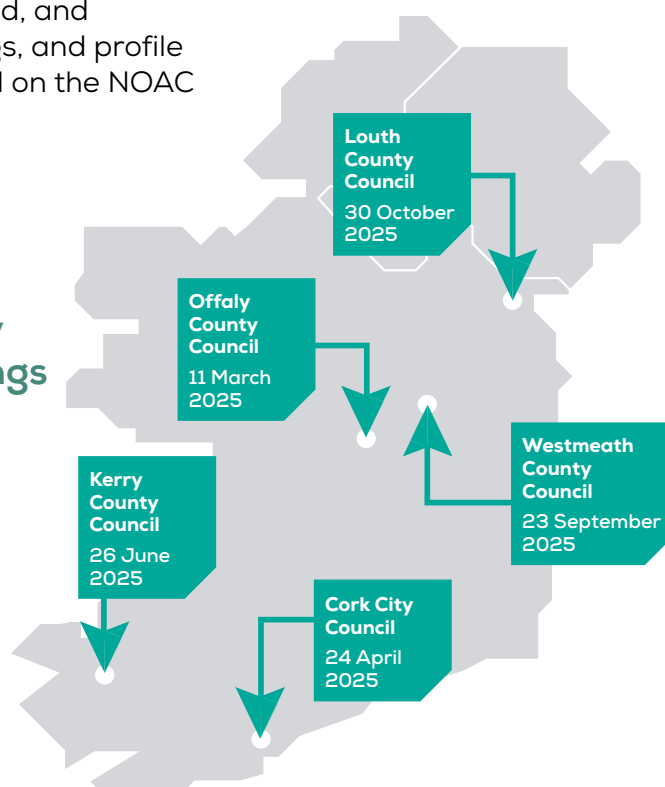 d, and
s, and profile
on the NOAC
ngs
Louth
County
Council
30 October
2025
Offaly
County
Council
11 March
2025
Westmeath
County
Council
23 September
2025
Kerry
County
Council
26 June
2025
Cork City
Council
24 April
2025